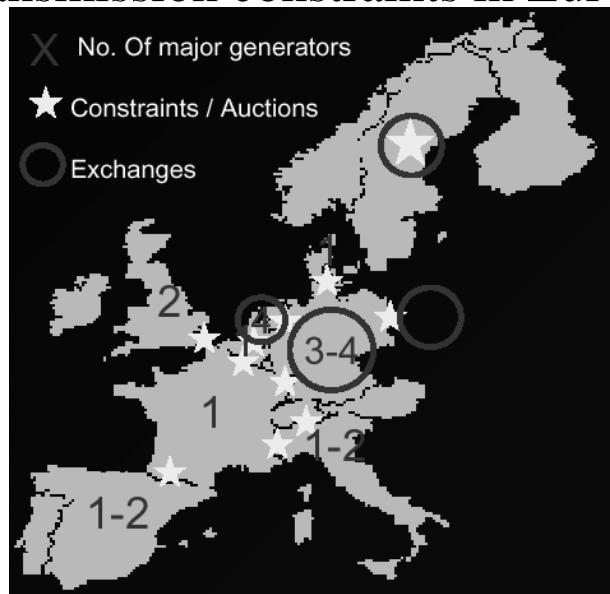 X No. Of major generators
Constraints / Auctions
Exchanges
1
2
4
1
3-4
1
1-2
1-2